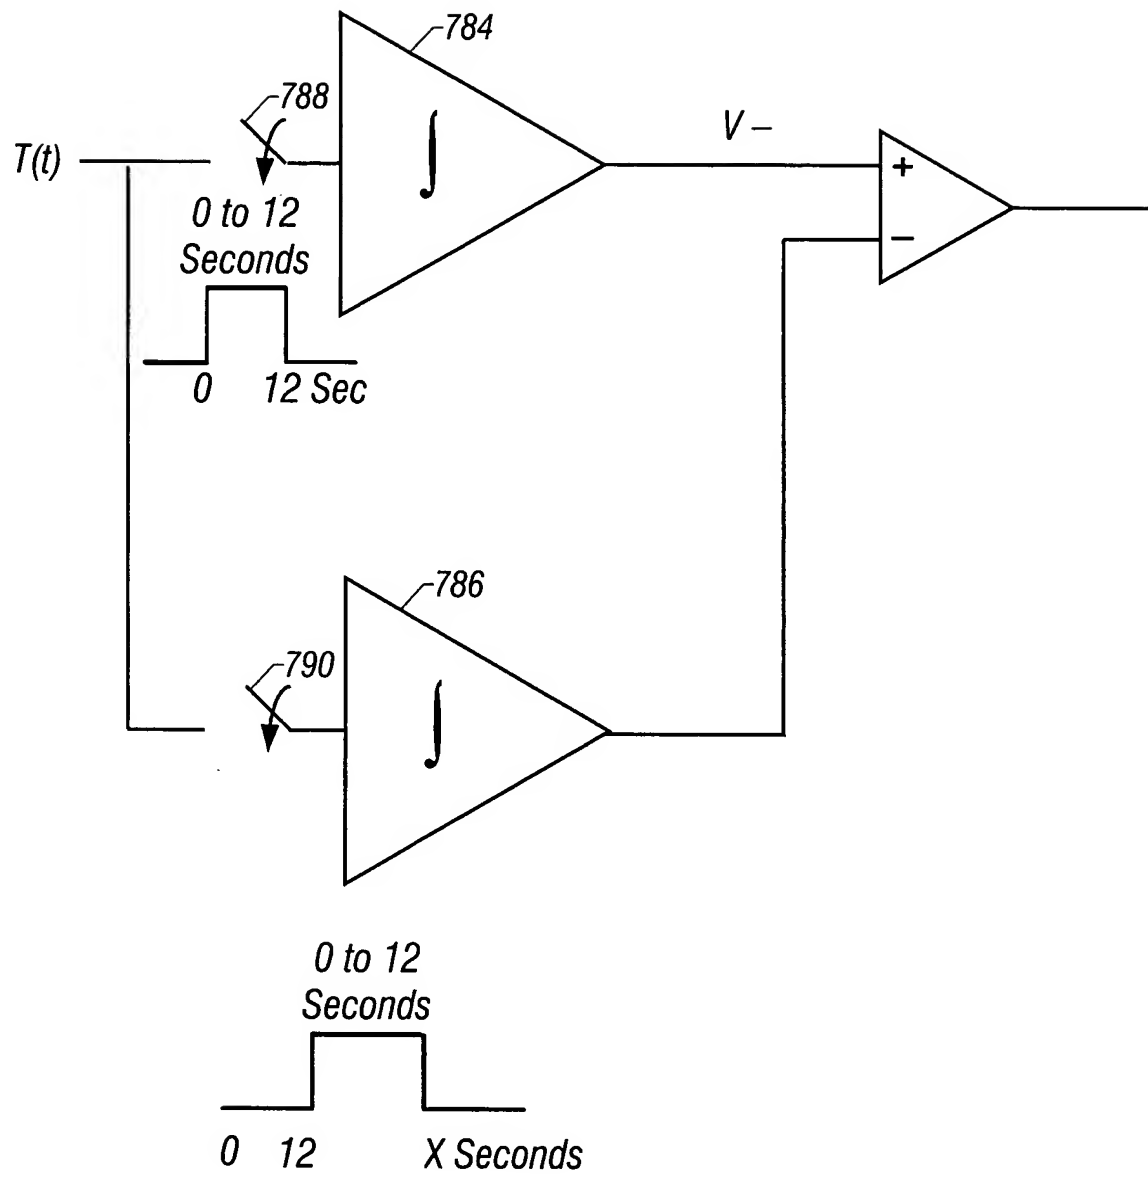 784
788
V –
T(t)
∫
+
0 to 12
Seconds
–
0
12 Sec
786
790
∫
0 to 12
Seconds
0
12
X Seconds